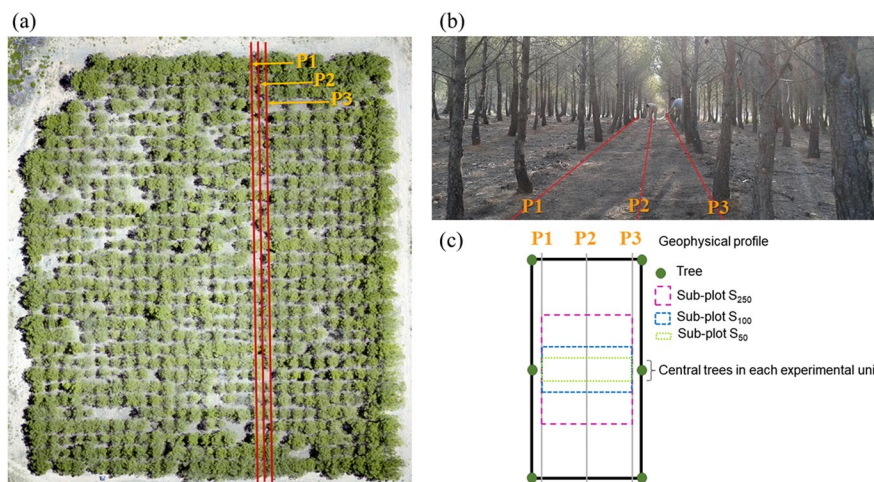 (a)
P1
P2
P3
(b)
P1 P2 P3
(c)
P1 P2 P3 Geophysical profile
Tree
Sub-plot S250
Sub-plot S100
Sub-plot S50
Central trees in each experimental uni